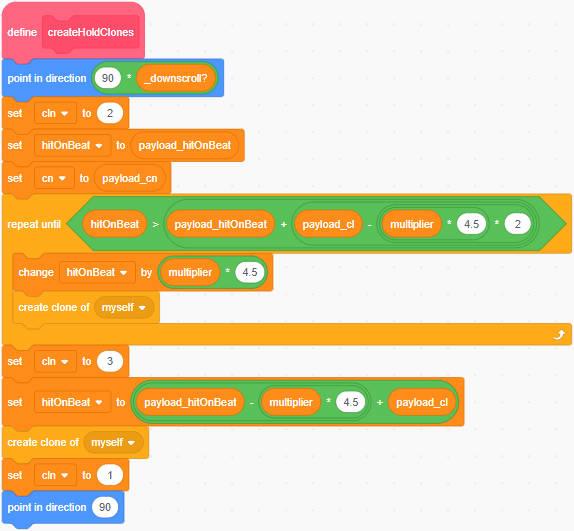 define createHoldClones
point in direction 90 * _downscroll?
set cln to 2
set hitOnBeat to payload_hitOnBeat
set cn to payload_cn
repeat until hitOnBeat > payload_hitOnBeat + payload_cl - multiplier * 4.5 * 2
change hitOnBeat by multiplier * 4.5
create clone of myself
set cln to 3
set hitOnBeat to payload_hitOnBeat - multiplier * 4.5 + payload_cl
create clone of myself
set cln to 1
point in direction 90